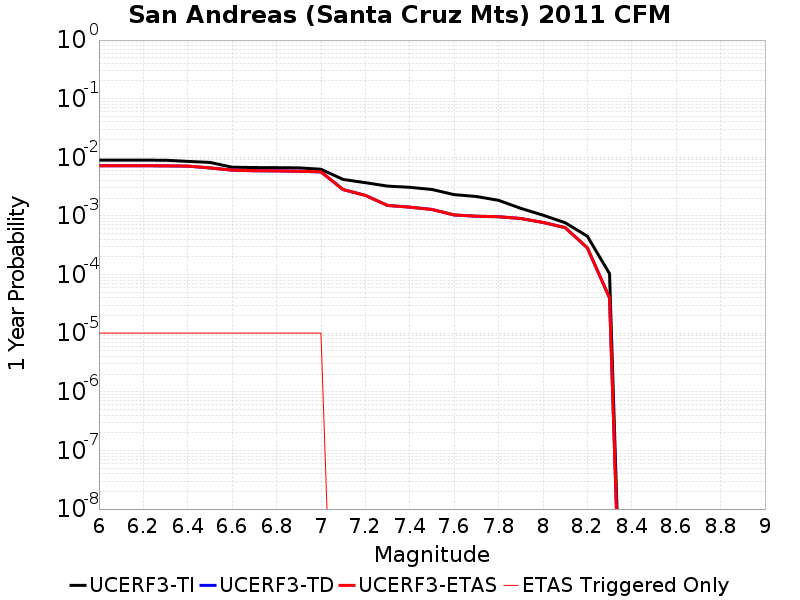 San Andreas (Santa Cruz Mts) 2011 CFM
10^0
10^-1
10^-2
10^-3
10^-4
10^-5
10^-6
10^-7
10^-8
1 Year Probability
6 6.2 6.4 6.6 6.8 7 7.2 7.4 7.6 7.8 8 8.2 8.4 8.6 8.8 9
Magnitude
UCERF3-TI UCERF3-TD UCERF3-ETAS ETAS Triggered Only